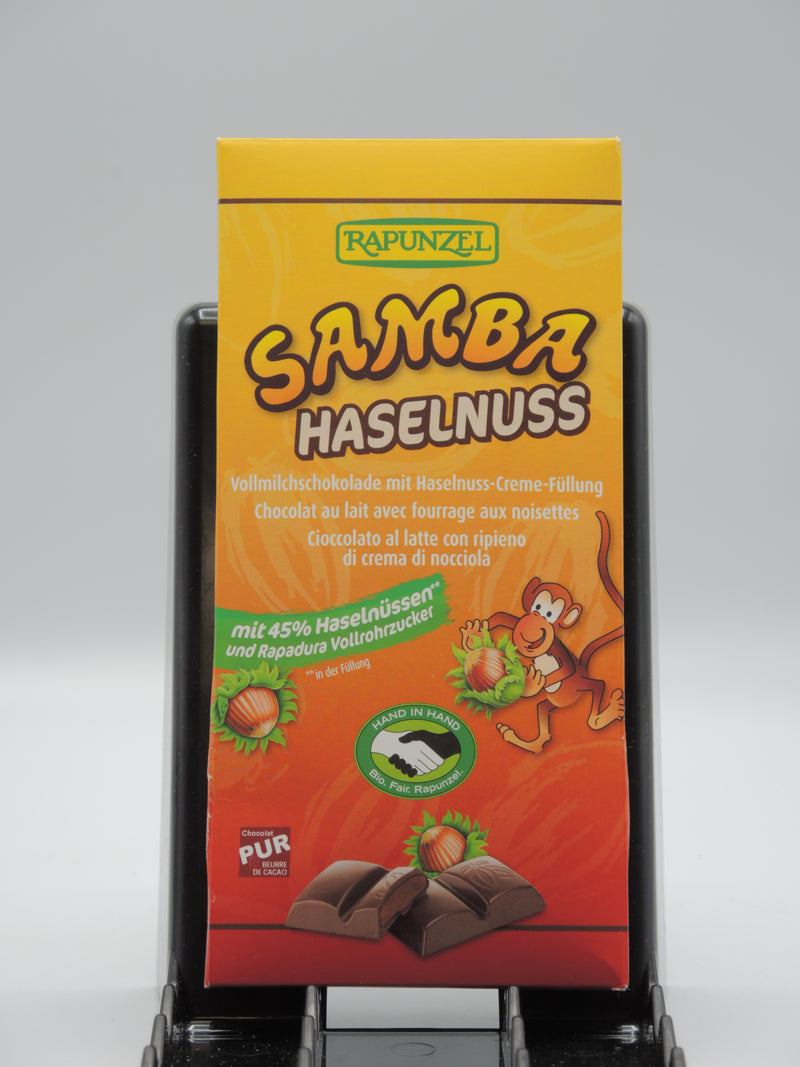 RAPUNZEL
SAMBA
HASELNUSS
Vollmilchschokolade mit Haselnuss-Creme-Füllung
Chocolat au lait avec fourrage aux noisettes
Cioccolato al latte con ripieno
di crema di nocciola
mit 45% Haselnüssen**
und Rapadura Vollrohrzucker
**in der Füllung
HAND IN HAND
Bio. Fair. Rapunzel.
Chocolat
PUR
BEURRE
DE CACAO